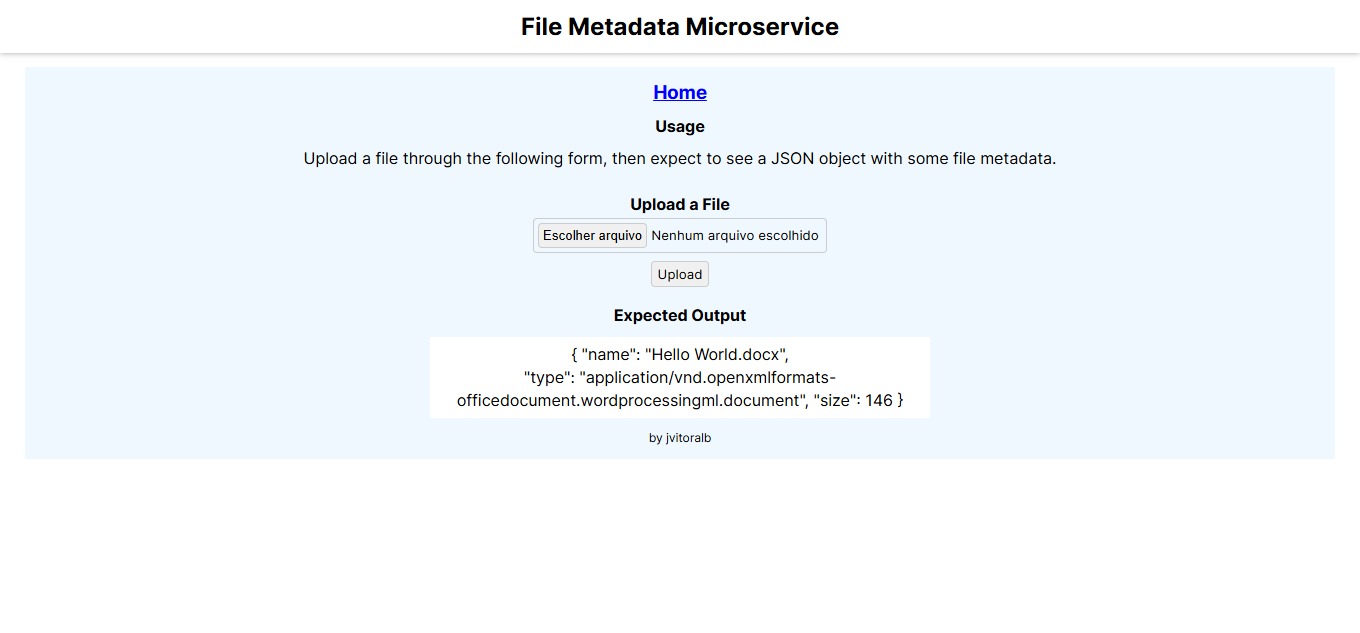 File Metadata Microservice
Home
Usage
Upload a file through the following form, then expect to see a JSON object with some file metadata.
Upload a File
Escolher arquivo Nenhum arquivo escolhido
Upload
Expected Output
{ "name": "Hello World.docx",
"type": "application/vnd.openxmlformats-
officedocument.wordprocessingml.document", "size": 146 }
by jvitoralb